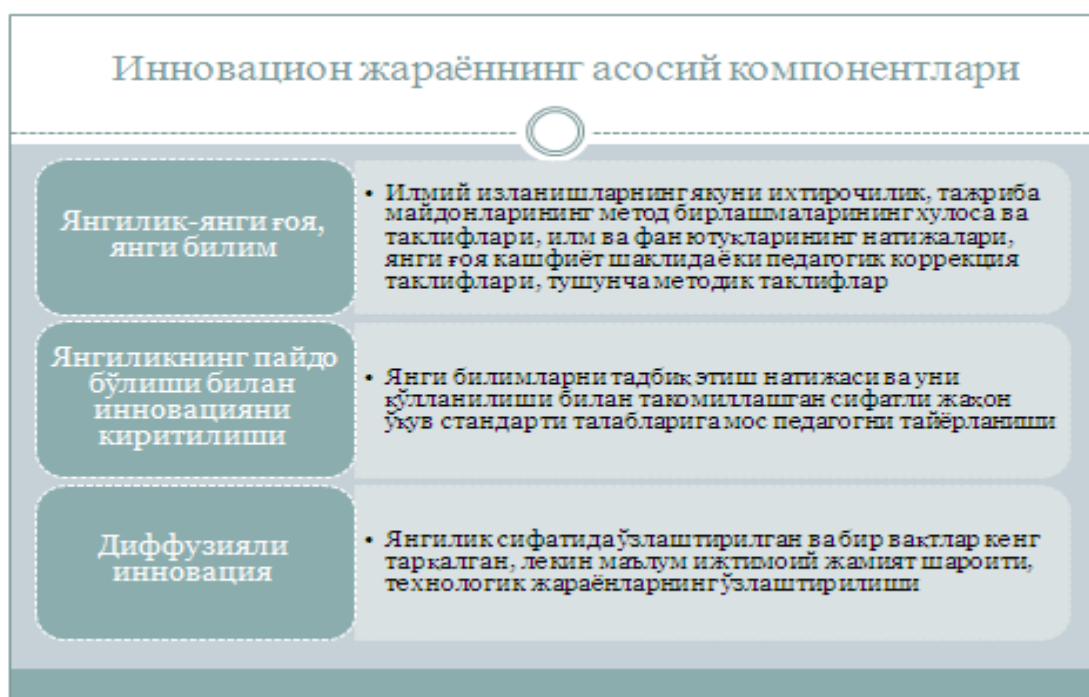 Инновацион жараённинг асосий компонентлари
Янгилик-янги ғоя,
янги билим
• Илмий изланишларнинг якуни ихтирочилик, тажриба
майдонларининг метод бирлашмаларининг хулоса ва
таклифлари, илм ва фан ютуқларининг натижалари,
янги ғоя кашфиёт шаклида ёки педагогик коррекция
таклифлари, тушунча методик таклифлар
Янгиликнинг пайдо
бўлиши билан
инновацияни
киритилиши
• Янги билимларни тадбиқ этиш натижаси ва уни
қўлланилиши билан такомиллашган сифатли жаҳон
ўқув стандарти талабларига мос педагогни тайёрланиши
Диффузияли
инновация
• Янгилик сифатида ўзлаштирилган ва бир вақтлар кенг
тарқалган, лекин маълум ижтимоий жамият шароити,
технологик жараёнларнинг ўзлаштирилиши